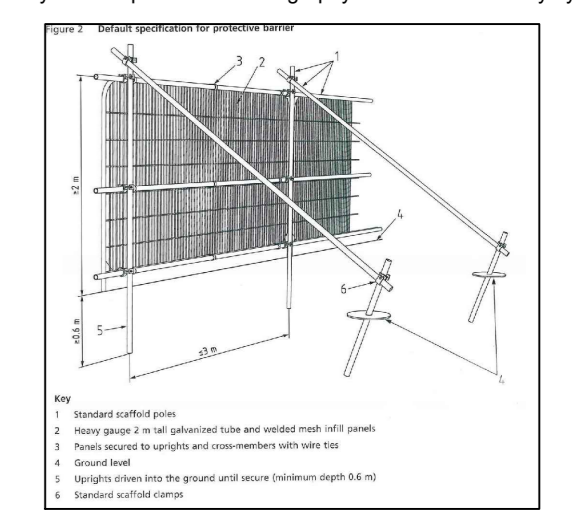 Figure 2 Default specification for protective barrier
3
2
1
≥2 m
4
6
≥0.6 m
5
≤3 m
4
Key
1 Standard scaffold poles
2 Heavy gauge 2 m tall galvanized tube and welded mesh infill panels
3 Panels secured to uprights and cross-members with wire ties
4 Ground level
5 Uprights driven into the ground until secure (minimum depth 0.6 m)
6 Standard scaffold clamps